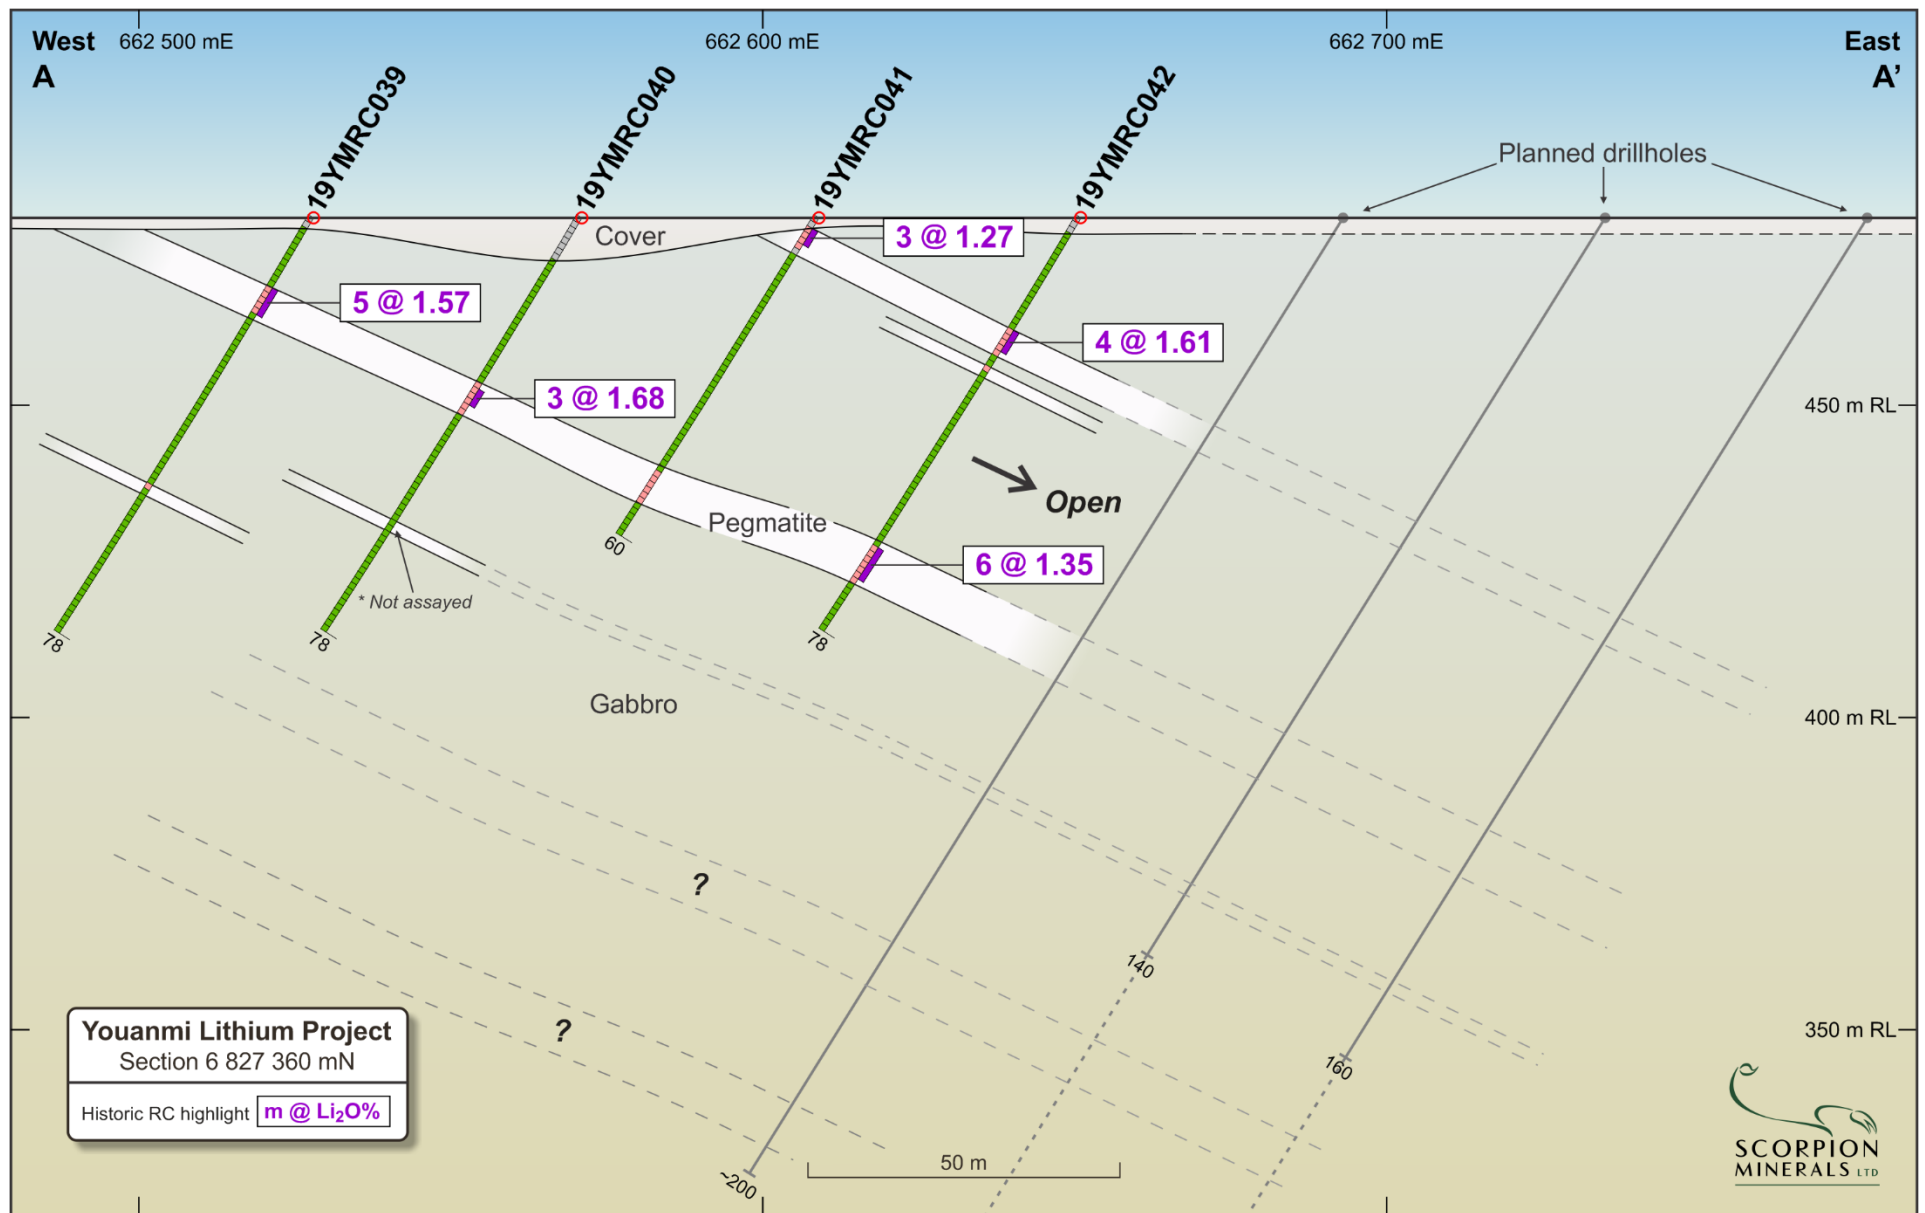 West
662 500 mE
662 600 mE
662 700 mE
East
A
A’
19YMRC039
19YMRC040
19YMRC041
19YMRC042
Planned drillholes
Cover
3 @ 1.27
5 @ 1.57
4 @ 1.61
3 @ 1.68
450 m RL
Open
Pegmatite
60
6 @ 1.35
* Not assayed
78
78
78
Gabbro
400 m RL
?
140
?
350 m RL
160
Youanmi Lithium Project
Section 6 827 360 mN
Historic RC highlight m @ Li₂O%
50 m
~200
SCORPION
MINERALS LTD